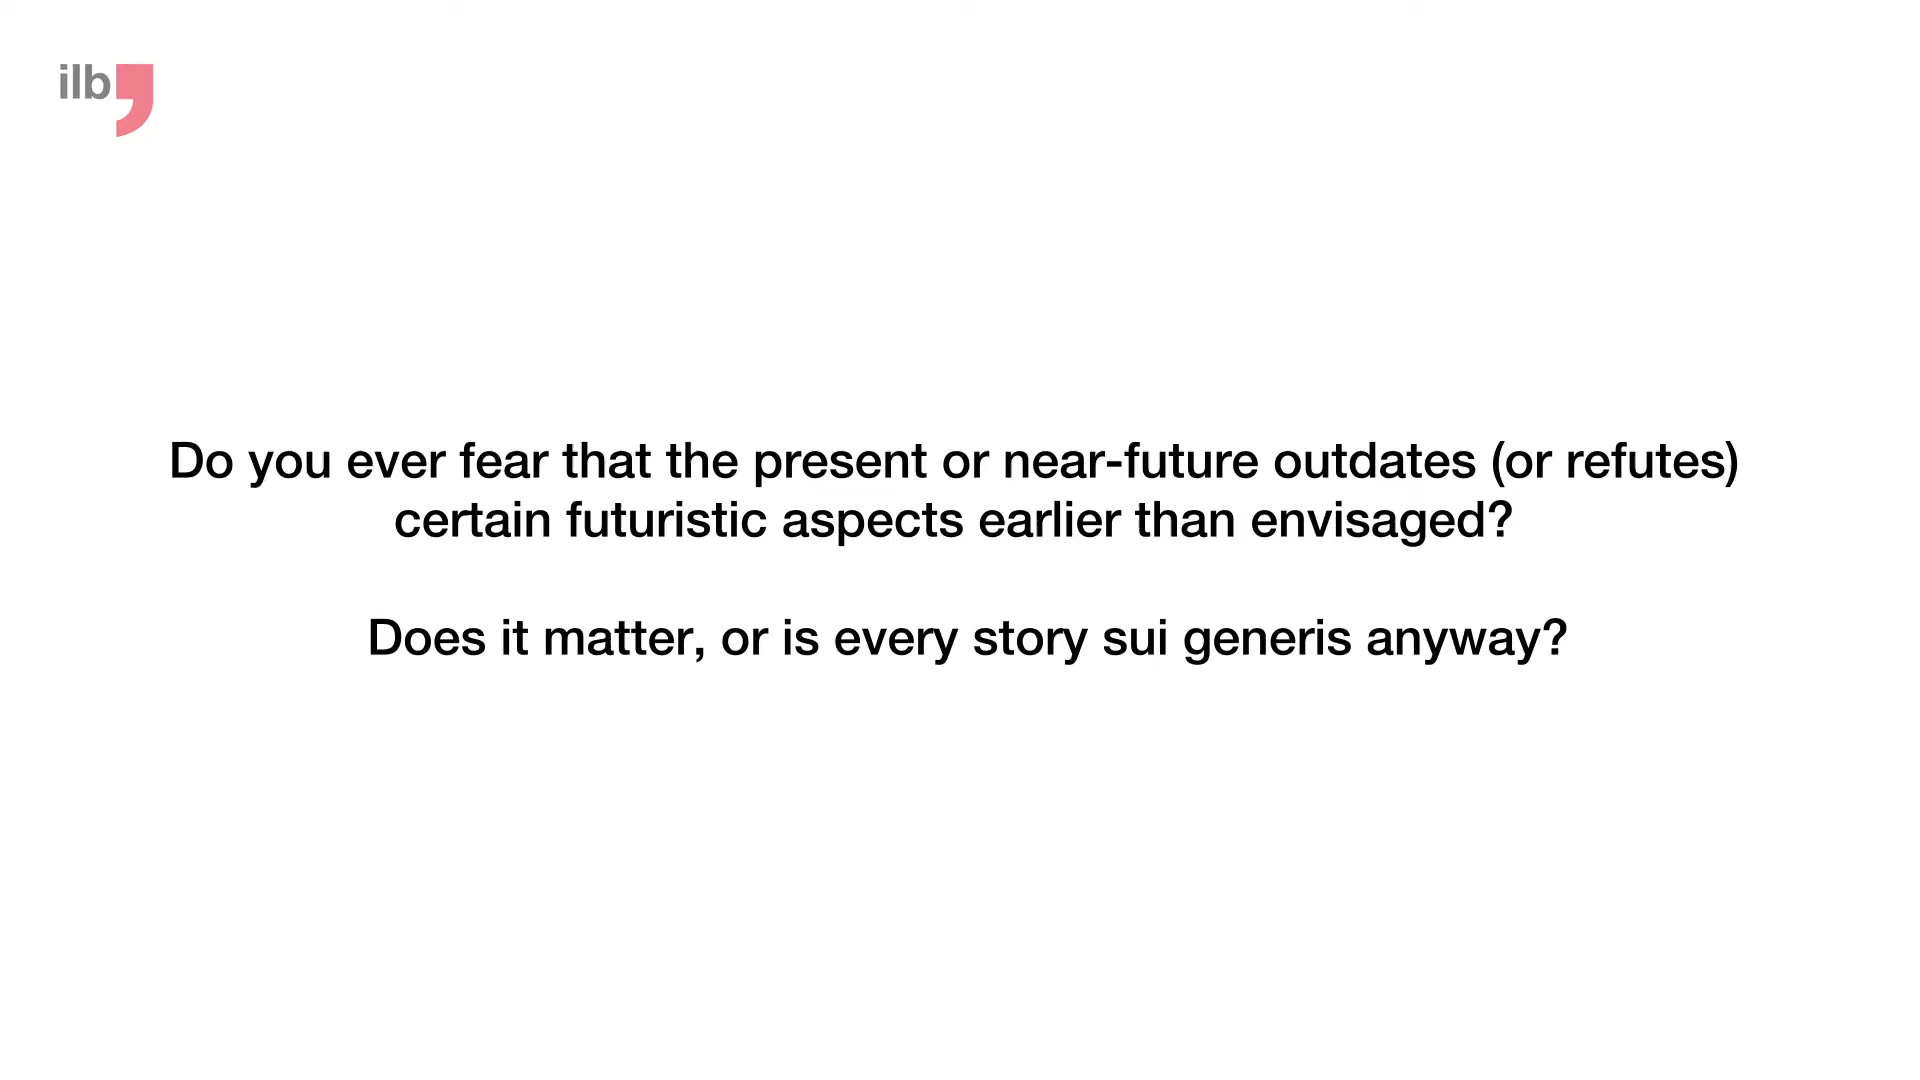 ilb
Do you ever fear that the present or near-future outdates (or refutes)
certain futuristic aspects earlier than envisaged?
Does it matter, or is every story sui generis anyway?